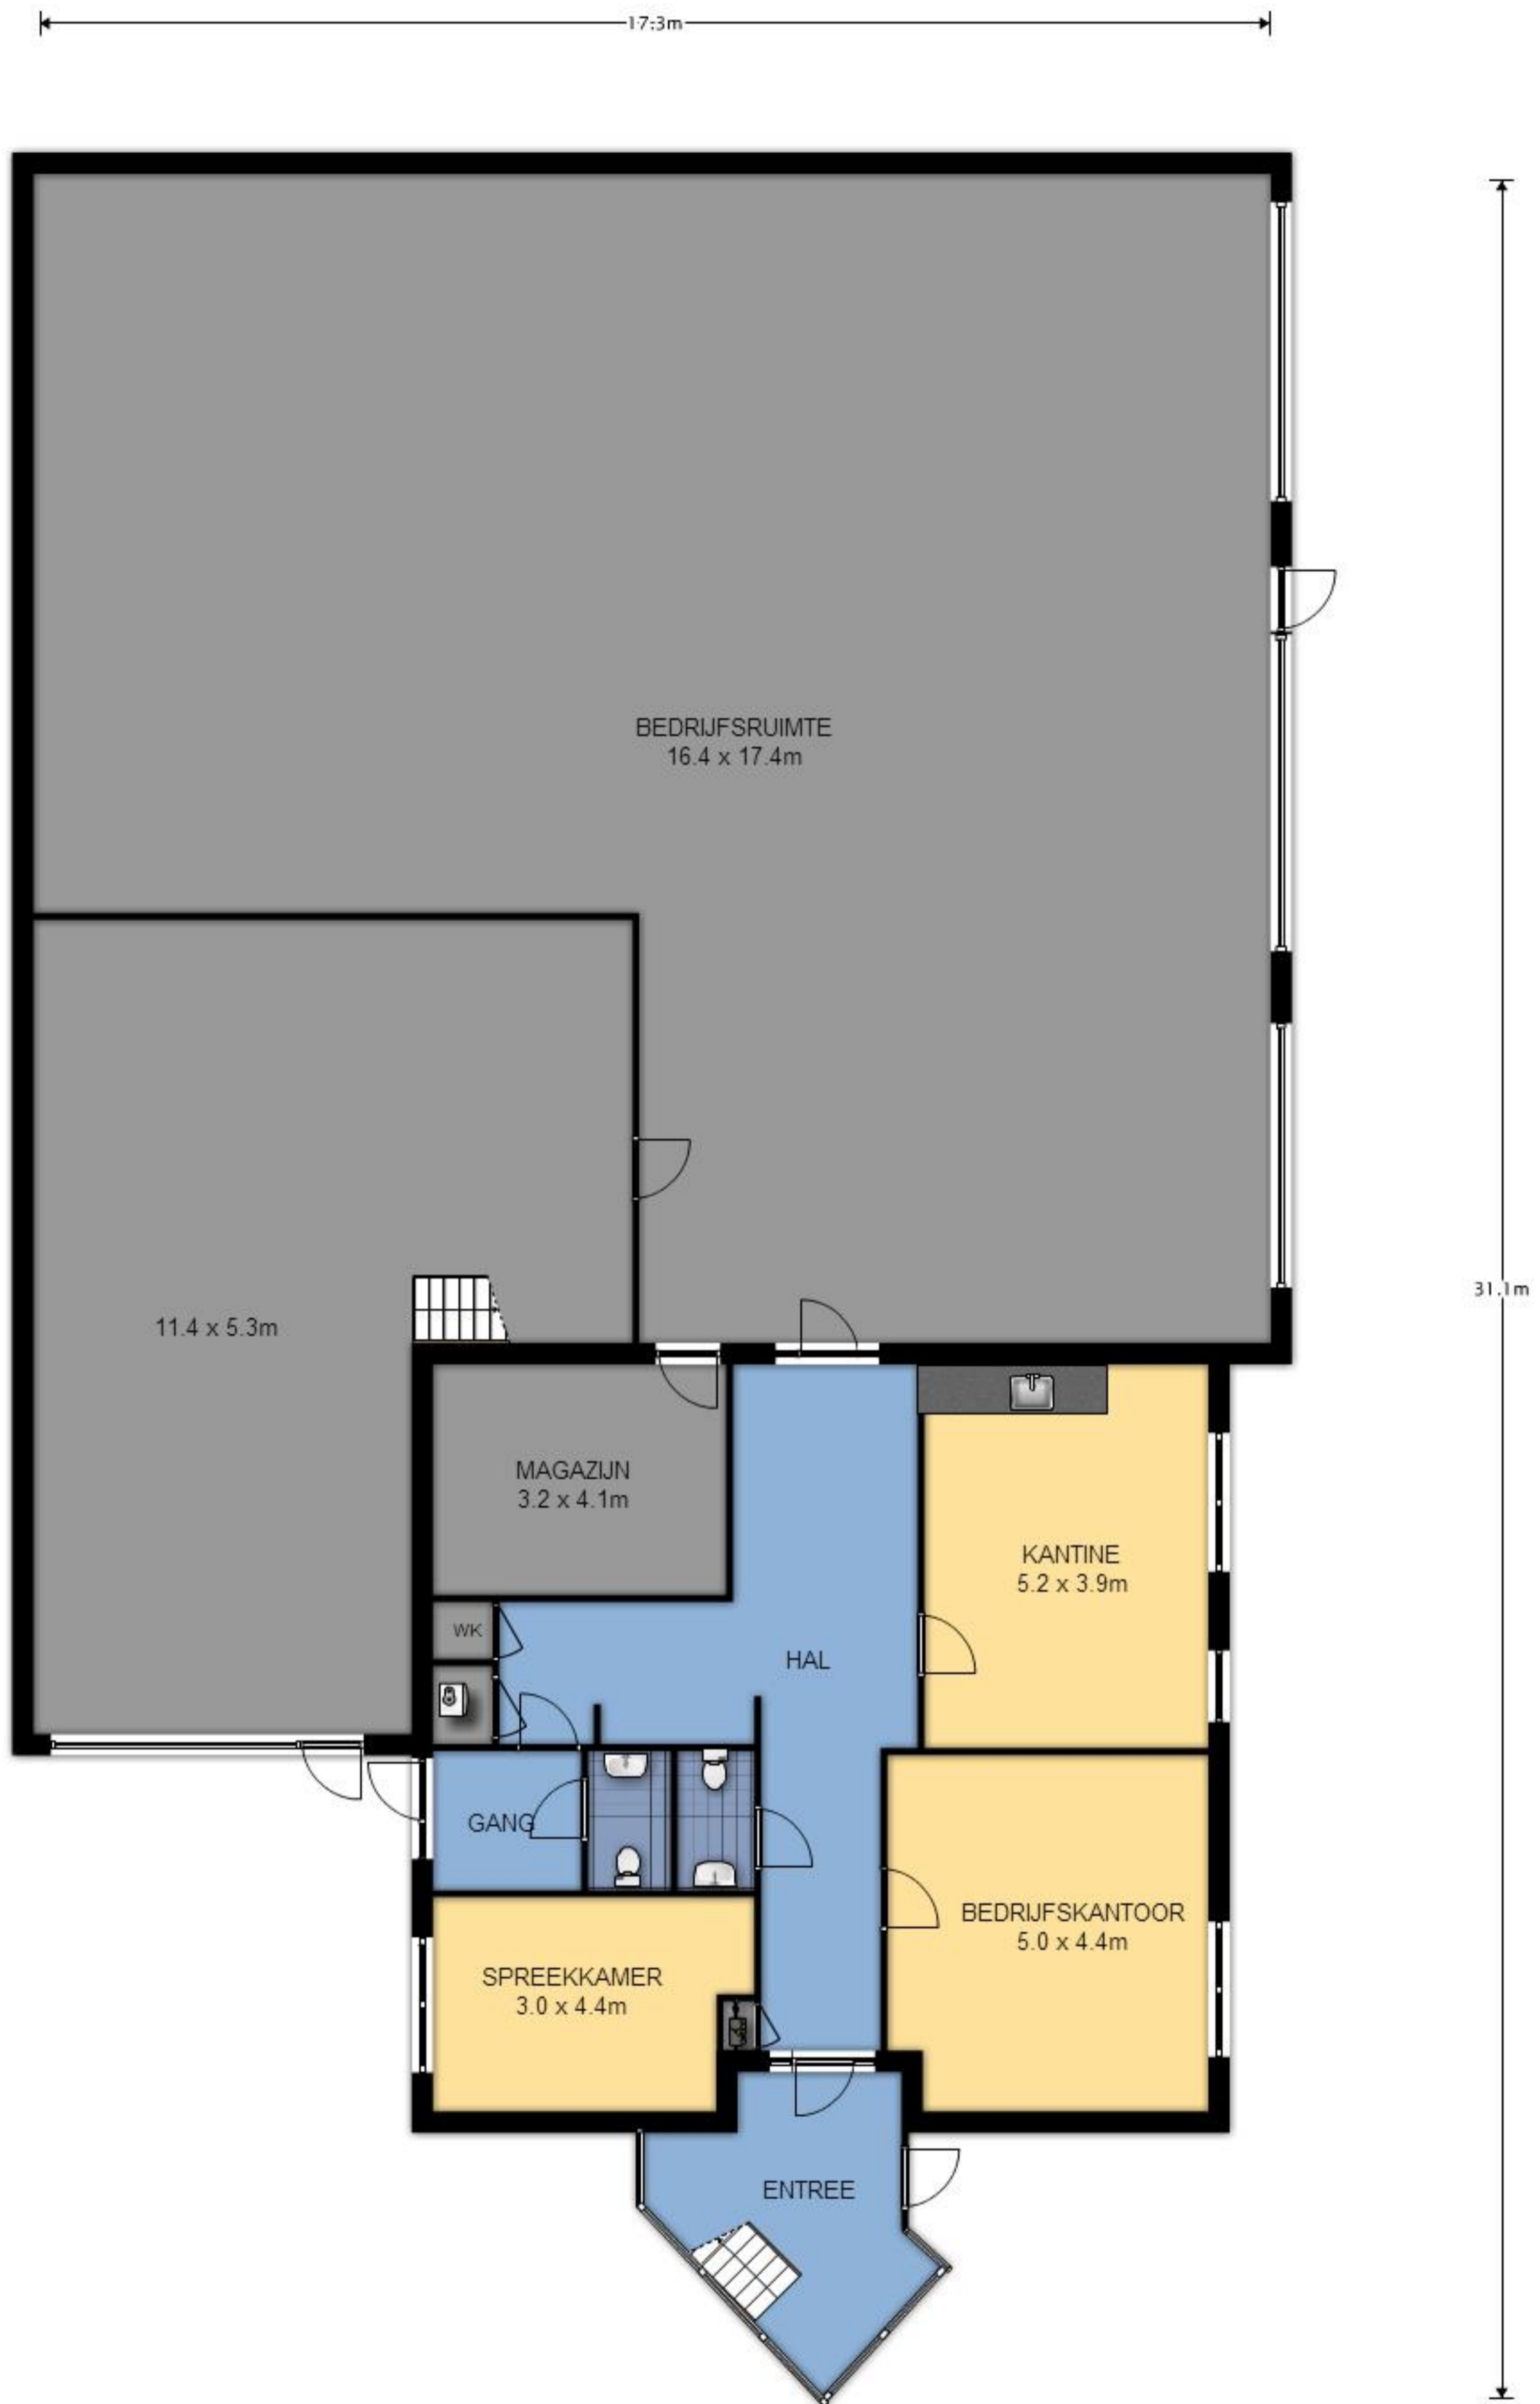 17.3m
BEDRIJFSRUIMTE
16.4 x 17.4m
31.1m
11.4 x 5.3m
MAGAZIJN
3.2 x 4.1m
KANTINE
5.2 x 3.9m
WK
HAL
GANG
BEDRIJFSKANTOOR
5.0 x 4.4m
SPREEKKAMER
3.0 x 4.4m
ENTREE